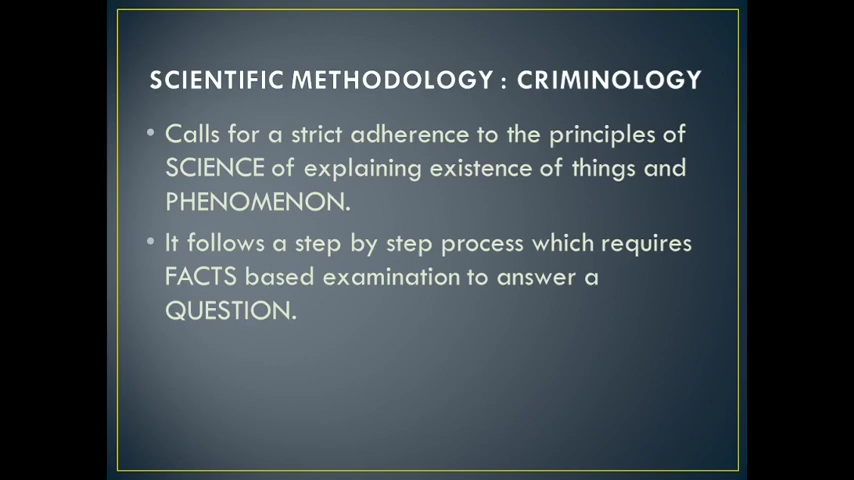 SCIENTIFIC METHODOLOGY : CRIMINOLOGY
• Calls for a strict adherence to the principles of
SCIENCE of explaining existence of things and
PHENOMENON.
• It follows a step by step process which requires
FACTS based examination to answer a
QUESTION.